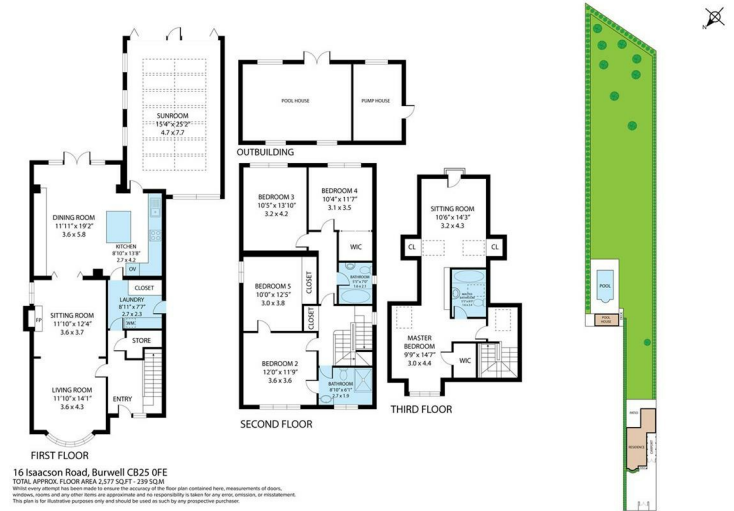 SUNROOM
15'4" x 25'2"
4.7 x 7.7
POOL HOUSE
PUMP HOUSE
OUTBUILDING
DINING ROOM
11'11" x 19'2"
3.6 x 5.8
KITCHEN
8'10" x 13'8"
2.7 x 4.2
OV
CLOSET
LAUNDRY
8'11" x 7'7"
2.7 x 2.3
WM
SITTING ROOM
11'10" x 12'4"
3.6 x 3.7
FP
STORE
LIVING ROOM
11'10" x 14'1"
3.6 x 4.3
ENTRY
FIRST FLOOR
BEDROOM 3
10'5" x 13'10"
3.2 x 4.2
BEDROOM 4
10'4" x 11'7"
3.1 x 3.5
WIC
BEDROOM 5
10'0" x 12'5"
3.0 x 3.8
CLOSET
BATHROOM
CLOSET
BEDROOM 2
12'0" x 11'9"
3.6 x 3.6
BATHROOM
8'10" x 6'1"
2.7 x 1.9
SECOND FLOOR
SITTING ROOM
10'6" x 14'3"
3.2 x 4.3
CL
CL
MASTER
BEDROOM
9'9" x 14'7"
3.0 x 4.4
WIC
THIRD FLOOR
N
POOL
POOL
HOUSE
PATIO
RESIDENCE
16 Isaacson Road, Burwell CB25 0FE
TOTAL APPROX. FLOOR AREA 2,577 SQ.FT - 239 SQ.M
Whilst every attempt has been made to ensure the accuracy of the floor plan contained here, measurements of doors,
windows, rooms and any other items are approximate and no responsibility is taken for any error, omission, or misstatement.
This plan is for illustrative purposes only and should be used as such by any prospective purchaser.